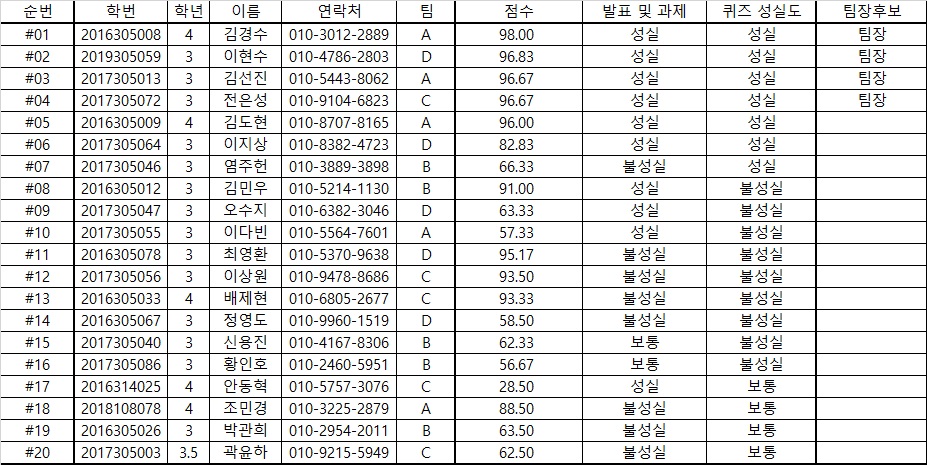 순번 학번 학년 이름 연락처 팀 점수 발표 및 과제 퀴즈 성실도 팀장후보
#01 2016305008 4 김경수 010-3012-2889 A 98.00 성실 성실 팀장
#02 2019305059 3 이현수 010-4786-2803 D 96.83 성실 성실 팀장
#03 2017305013 3 김선진 010-5443-8062 A 96.67 성실 성실 팀장
#04 2017305072 3 전은성 010-9104-6823 C 96.67 성실 성실 팀장
#05 2016305009 4 김도현 010-8707-8165 A 96.00 성실 성실
#06 2017305064 3 이지상 010-8382-4723 D 82.83 성실 성실
#07 2017305046 3 염주헌 010-3889-3898 B 66.33 불성실 성실
#08 2016305012 3 김민우 010-5214-1130 B 91.00 성실 불성실
#09 2017305047 3 오수지 010-6382-3046 D 63.33 성실 불성실
#10 2017305055 3 이다빈 010-5564-7601 A 57.33 성실 불성실
#11 2016305078 3 최영환 010-5370-9638 D 95.17 불성실 불성실
#12 2017305056 3 이상원 010-9478-8686 C 93.50 불성실 불성실
#13 2016305033 4 배제현 010-6805-2677 C 93.33 불성실 불성실
#14 2016305067 3 정영도 010-9960-1519 D 58.50 불성실 불성실
#15 2017305040 3 신용진 010-4167-8306 B 62.33 보통 불성실
#16 2017305086 3 황인호 010-2460-5951 B 56.67 보통 불성실
#17 2016314025 4 안동혁 010-5757-3076 C 28.50 성실 보통
#18 2018108078 4 조민경 010-3225-2879 A 88.50 불성실 보통
#19 2016305026 3 박관희 010-2954-2011 B 63.50 불성실 보통
#20 2017305003 3.5 곽윤하 010-9215-5949 C 62.50 불성실 보통